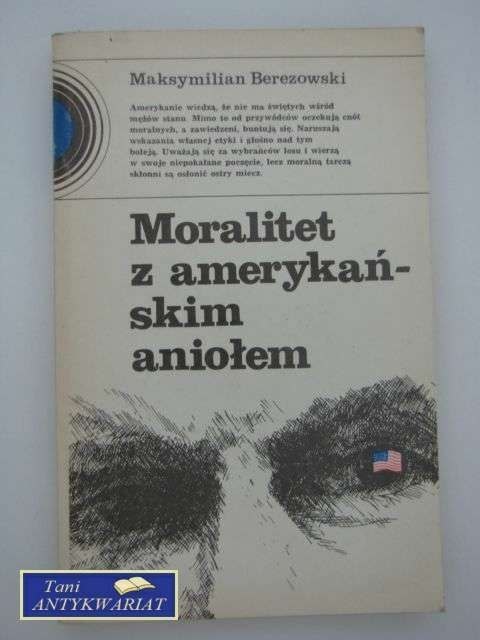 Maksymilian Berezowski
Amerykanie wiedzą, że nie ma świętych wśród
mężów stanu. Mimo to od przywódców oczekują cnót
moralnych, a zawiedzeni, buntują się. Naruszają
wskazania własnej etyki i głośno nad tym
boleją. Uważają się za wybrańców losu i wierzą
w swoje niepokalane poczęcie, lecz moralną tarczą
skłonni są osłonić ostry miecz.
Moralitet
z amerykań-
skim
aniołem
Tani
ANTYKWARIAT